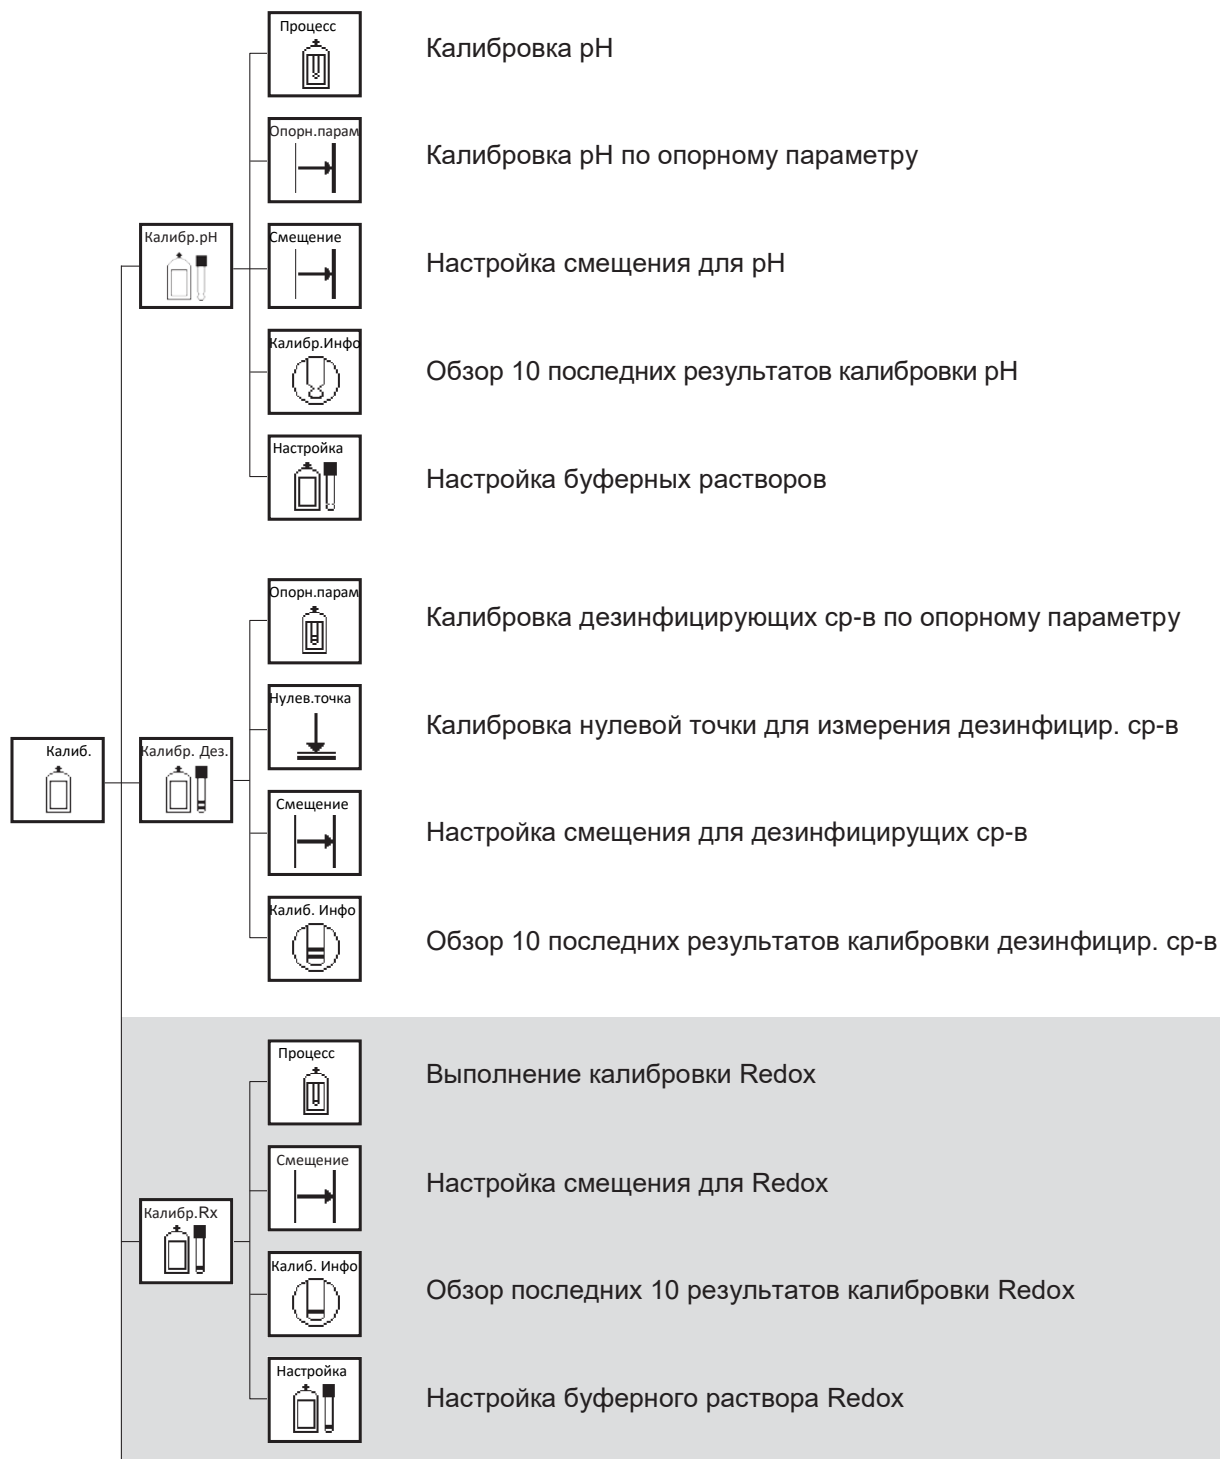 Процесс
Калибровка pH
Опорн.парам
Калибровка pH по опорному параметру
Калибр.pH
Смещение
Настройка смещения для pH
Калибр.Инфо
Обзор 10 последних результатов калибровки pH
Настройка
Настройка буферных растворов
Опорн.парам
Калибровка дезинфицирующих ср-в по опорному параметру
Нулев.точка
Калибровка нулевой точки для измерения дезинфицир. ср-в
Калиб.
Калибр. Дез.
Смещение
Настройка смещения для дезинфицирущих ср-в
Калиб. Инфо
Обзор 10 последних результатов калибровки дезинфицир. ср-в
Процесс
Выполнение калибровки Redox
Смещение
Настройка смещения для Redox
Калибр.Rx
Калиб. Инфо
Обзор последних 10 результатов калибровки Redox
Настройка
Настройка буферного раствора Redox